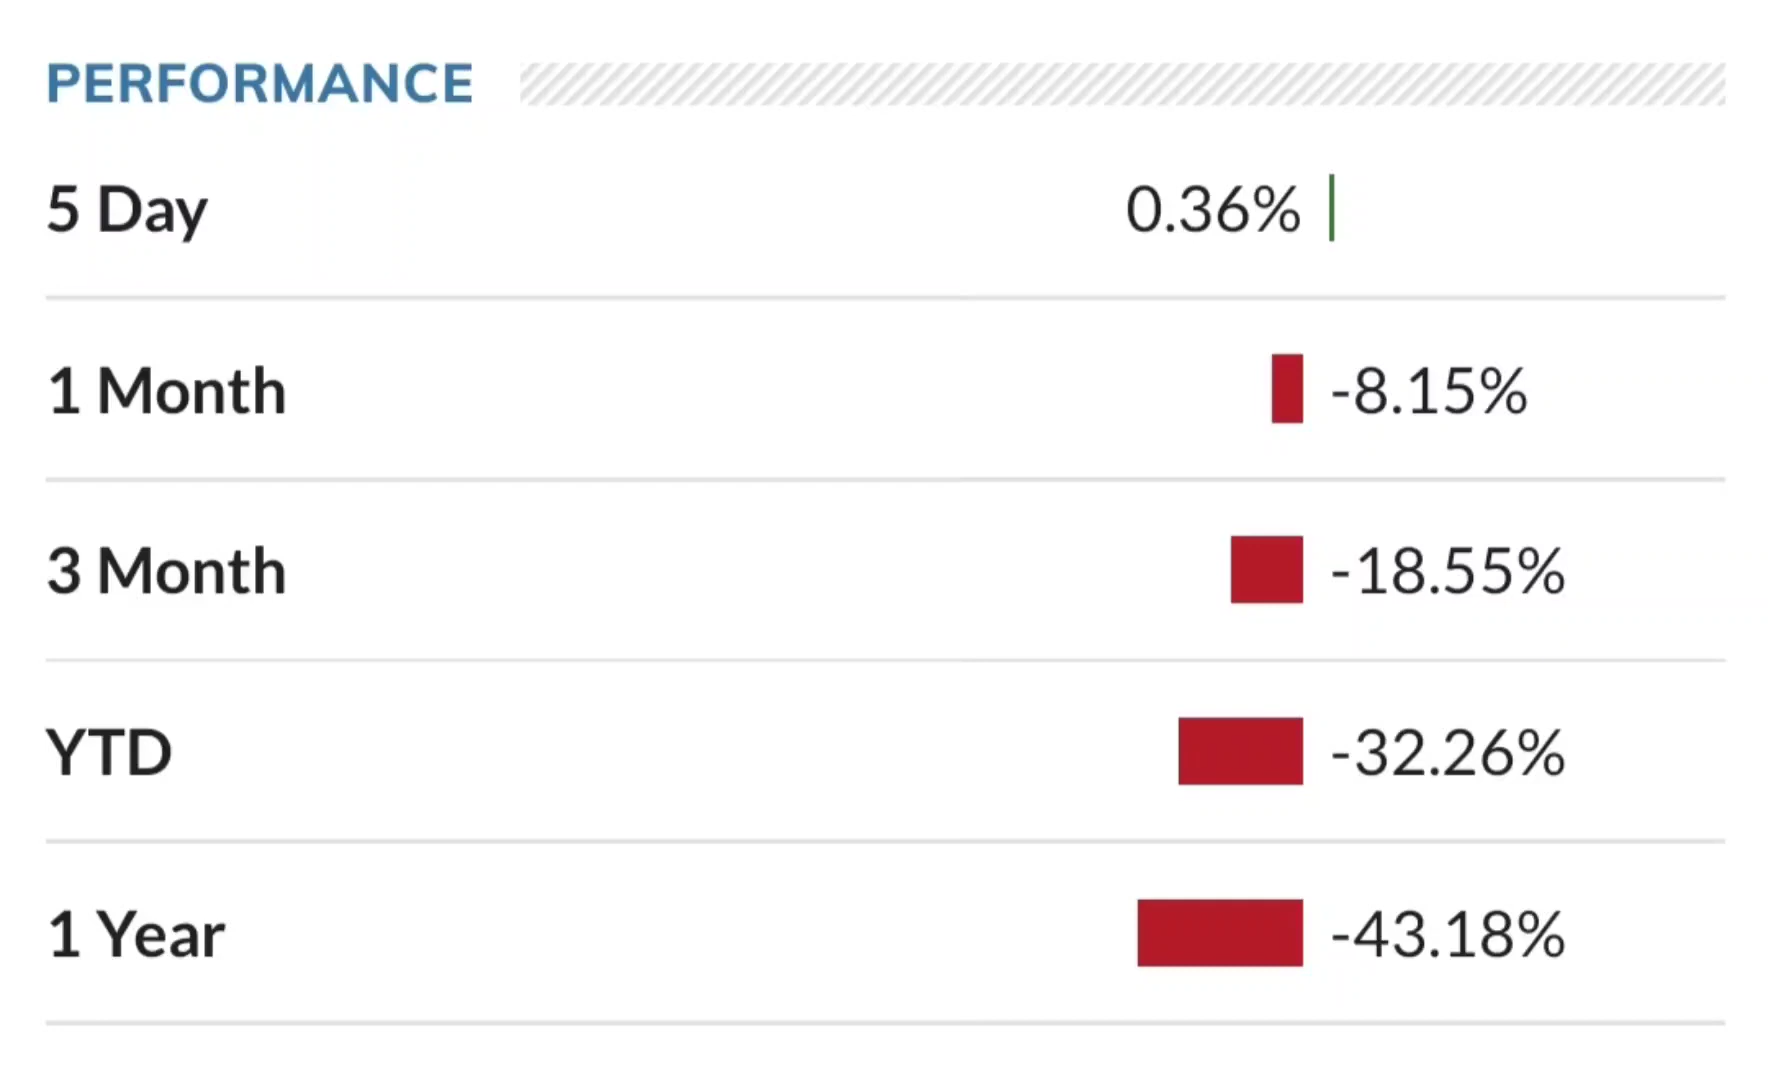 PERFORMANCE
5 Day 0.36%
1 Month -8.15%
3 Month -18.55%
YTD -32.26%
1 Year -43.18%